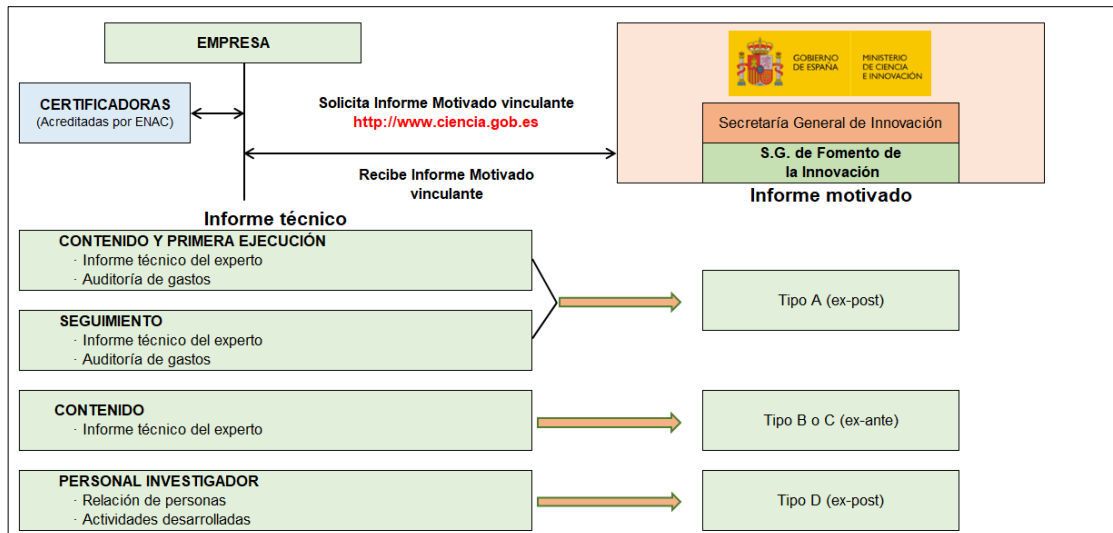 EMPRESA
GOBIERNO
DE ESPAÑA
MINISTERIO
DE CIENCIA
E INNOVACIÓN
CERTIFICADORAS
(Acreditadas por ENAC)
Solicita Informe Motivado vinculante
http://www.ciencia.gob.es
Secretaría General de Innovación
S.G. de Fomento de
la Innovación
Recibe Informe Motivado
vinculante
Informe motivado
Informe técnico
CONTENIDO Y PRIMERA EJECUCIÓN
· Informe técnico del experto
· Auditoría de gastos
Tipo A (ex-post)
SEGUIMIENTO
· Informe técnico del experto
· Auditoría de gastos
CONTENIDO
· Informe técnico del experto
Tipo B o C (ex-ante)
PERSONAL INVESTIGADOR
· Relación de personas
· Actividades desarrolladas
Tipo D (ex-post)